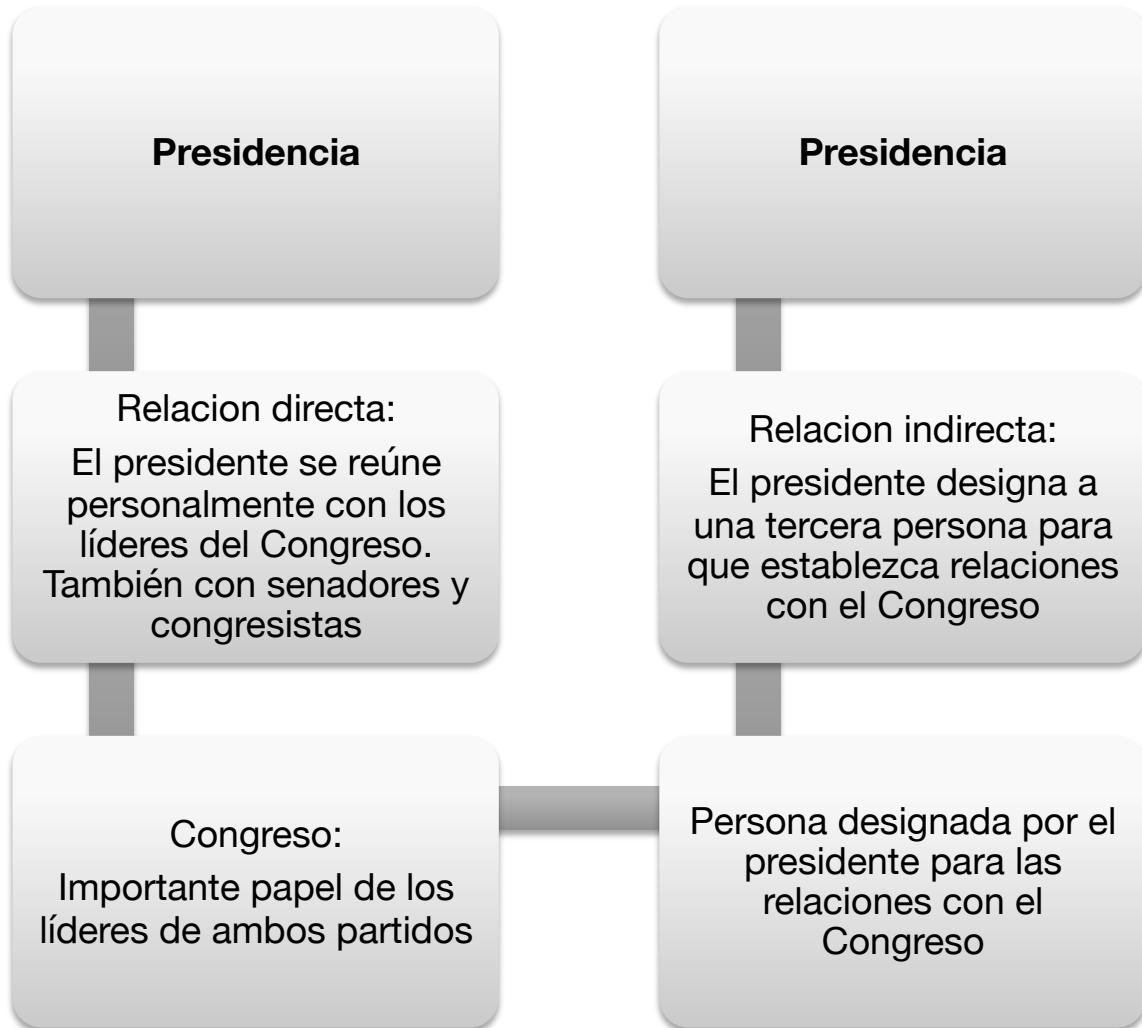 Presidencia
Relacion directa:
El presidente se reúne
personalmente con los
líderes del Congreso.
También con senadores y
congresistas
Congreso:
Importante papel de los
líderes de ambos partidos
Presidencia
Relacion indirecta:
El presidente designa a
una tercera persona para
que establezca relaciones
con el Congreso
Persona designada por el
presidente para las
relaciones con el
Congreso